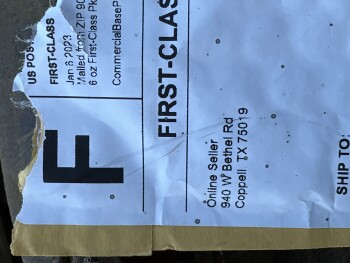 F
US POS
FIRST-CLASS
Jan 6 2023
Mailed from ZIP 90
6 oz First-Class Pk
CommercialBaseP
FIRST-CLAS
Online Seller
940 W Bethel Rd
Coppell TX 75019
SHIP TO: